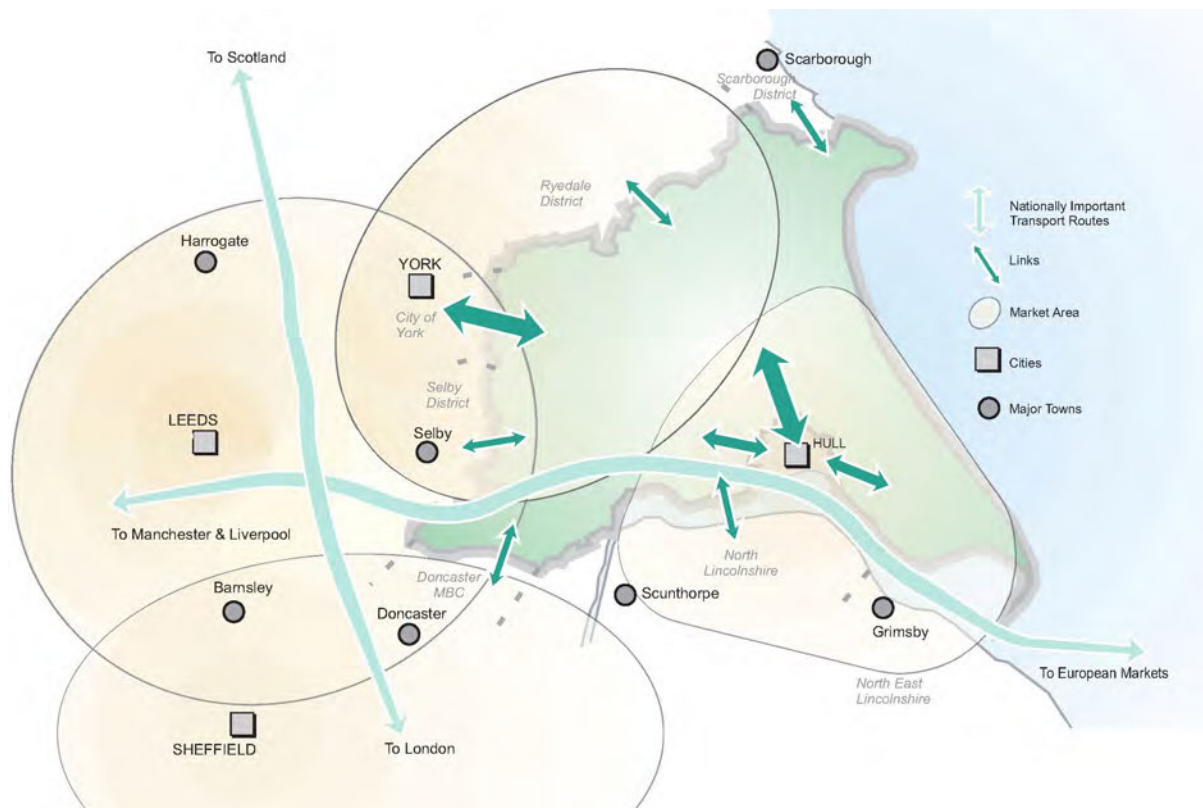 To Scotland
Scarborough
Scarborough
District
Ryedale
District
Nationally Important
Transport Routes
Links
Market Area
Cities
Major Towns
Harrogate
YORK
City of
York
Selby
District
LEEDS
Selby
HULL
To Manchester & Liverpool
North
Lincolnshire
Doncaster
MBC
Barnsley
Doncaster
Scunthorpe
Grimsby
To European Markets
North East
Lincolnshire
SHEFFIELD
To London